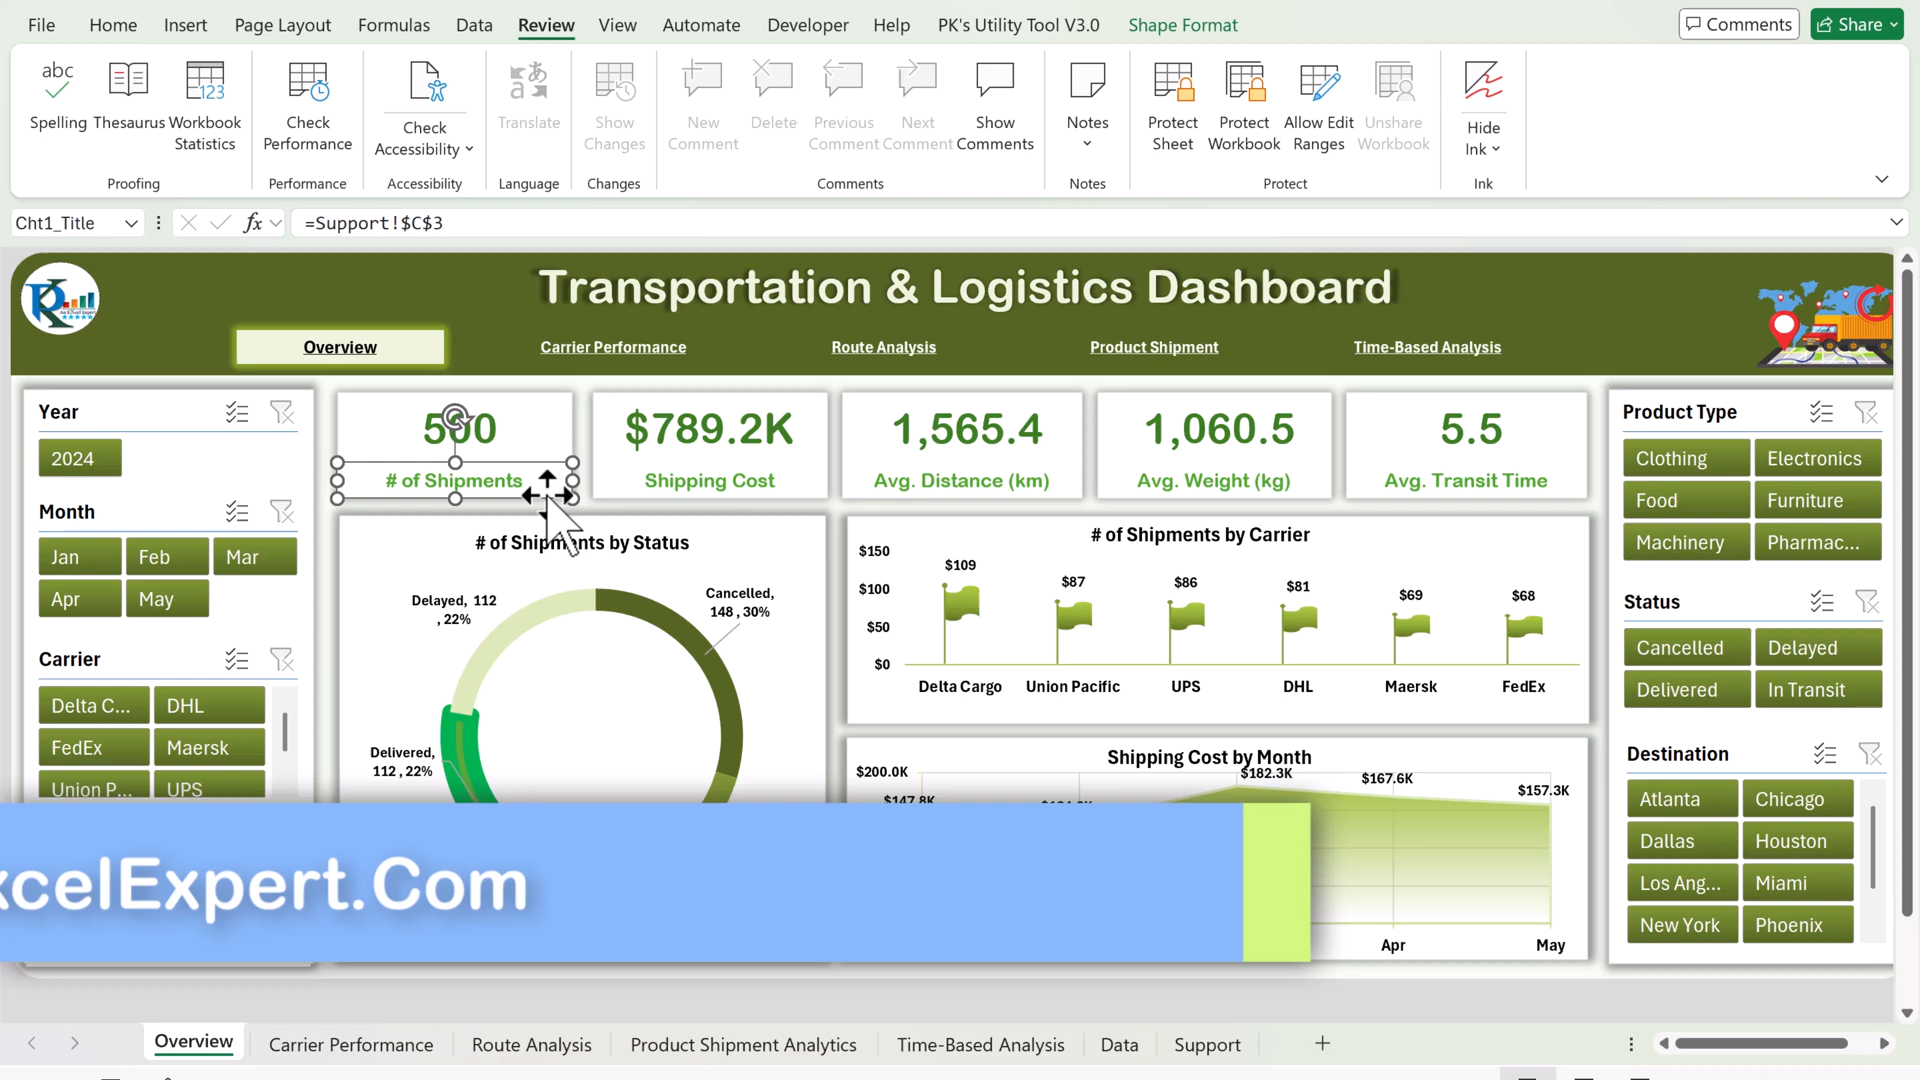 File Home Insert Page Layout Formulas Data Review View Automate Developer Help PK's Utility Tool V3.0 Shape Format Comments Share
abc
123
Spelling Thesaurus Workbook Statistics
Check Performance
Check Accessibility
Translate
Show Changes
New Comment
Delete
Previous Comment
Next Comment
Show Comments
Notes
Protect Sheet
Protect Workbook
Allow Edit Ranges
Unshare Workbook
Hide Ink
Proofing Performance Accessibility Language Changes Comments Notes Protect Ink
Cht1_Title fx =Support!$C$3
Transportation & Logistics Dashboard
Overview Carrier Performance Route Analysis Product Shipment Time-Based Analysis
Year
2024
Month
Jan Feb Mar
Apr May
Carrier
Delta C... DHL
FedEx Maersk
Union P... UPS
500
# of Shipments
$789.2K
Shipping Cost
1,565.4
Avg. Distance (km)
1,060.5
Avg. Weight (kg)
5.5
Avg. Transit Time
# of Shipments by Status
Delayed, 112
, 22%
Cancelled,
148 , 30%
Delivered,
112 , 22%
# of Shipments by Carrier
$150
$100
$50
$0
$109 $87 $86 $81 $69 $68
Delta Cargo Union Pacific UPS DHL Maersk FedEx
Shipping Cost by Month
$200.0K
$147.8K
$182.3K
$167.6K
$157.3K
Apr May
Product Type
Clothing Electronics
Food Furniture
Machinery Pharmac...
Status
Cancelled Delayed
Delivered In Transit
Destination
Atlanta Chicago
Dallas Houston
Los Ang... Miami
New York Phoenix
xcelExpert.Com
Overview Carrier Performance Route Analysis Product Shipment Analytics Time-Based Analysis Data Support